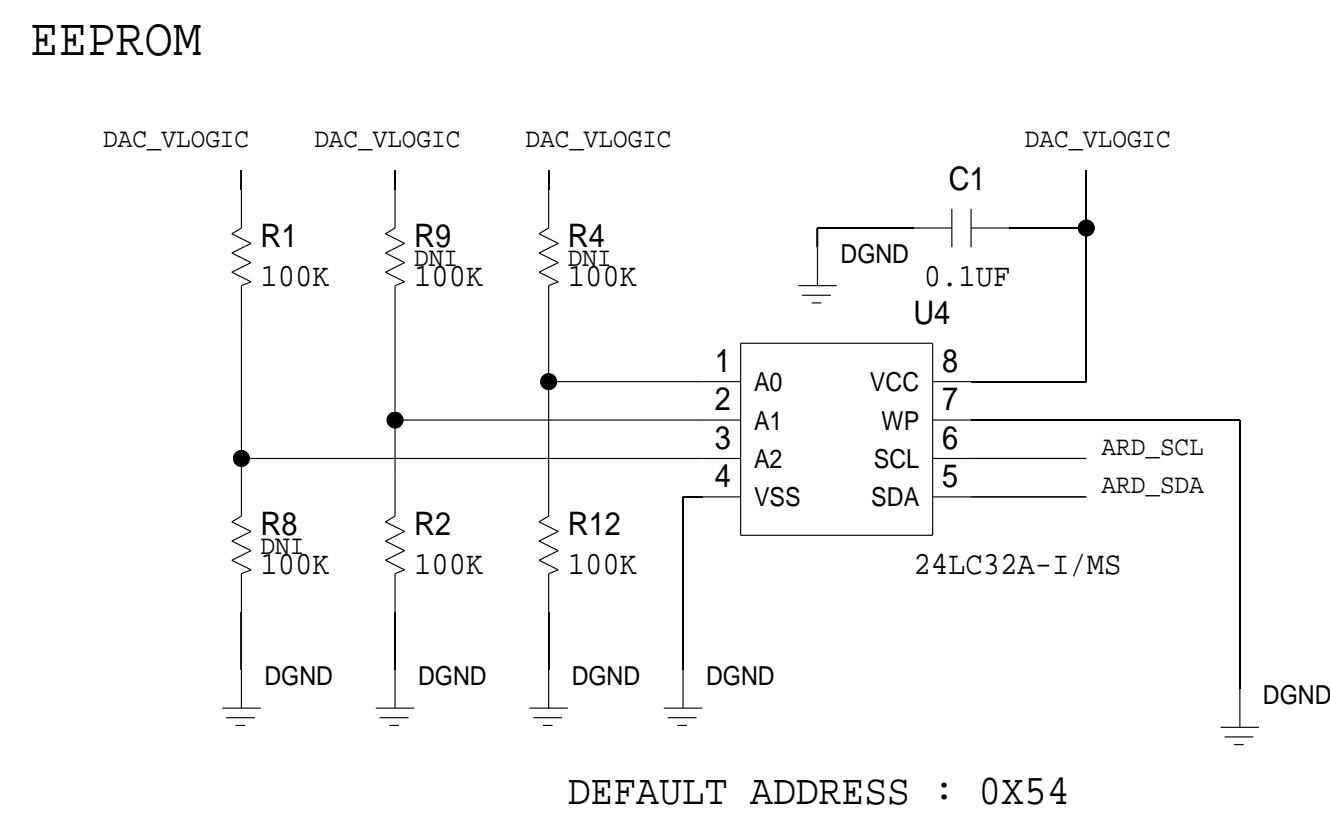 EEPROM
DAC_VLOGIC DAC_VLOGIC DAC_VLOGIC DAC_VLOGIC
C1
R1 R9 R4
DNI DNI
100K 100K 100K
DGND
0.1UF
U4
1 8
A0 VCC
2 7
A1 WP
3 6
A2 SCL ARD_SCL
4 5
VSS SDA ARD_SDA
R8 R2 R12
DNI
100K 100K 100K
24LC32A-I/MS
DGND DGND DGND DGND
DGND
DEFAULT ADDRESS : 0X54